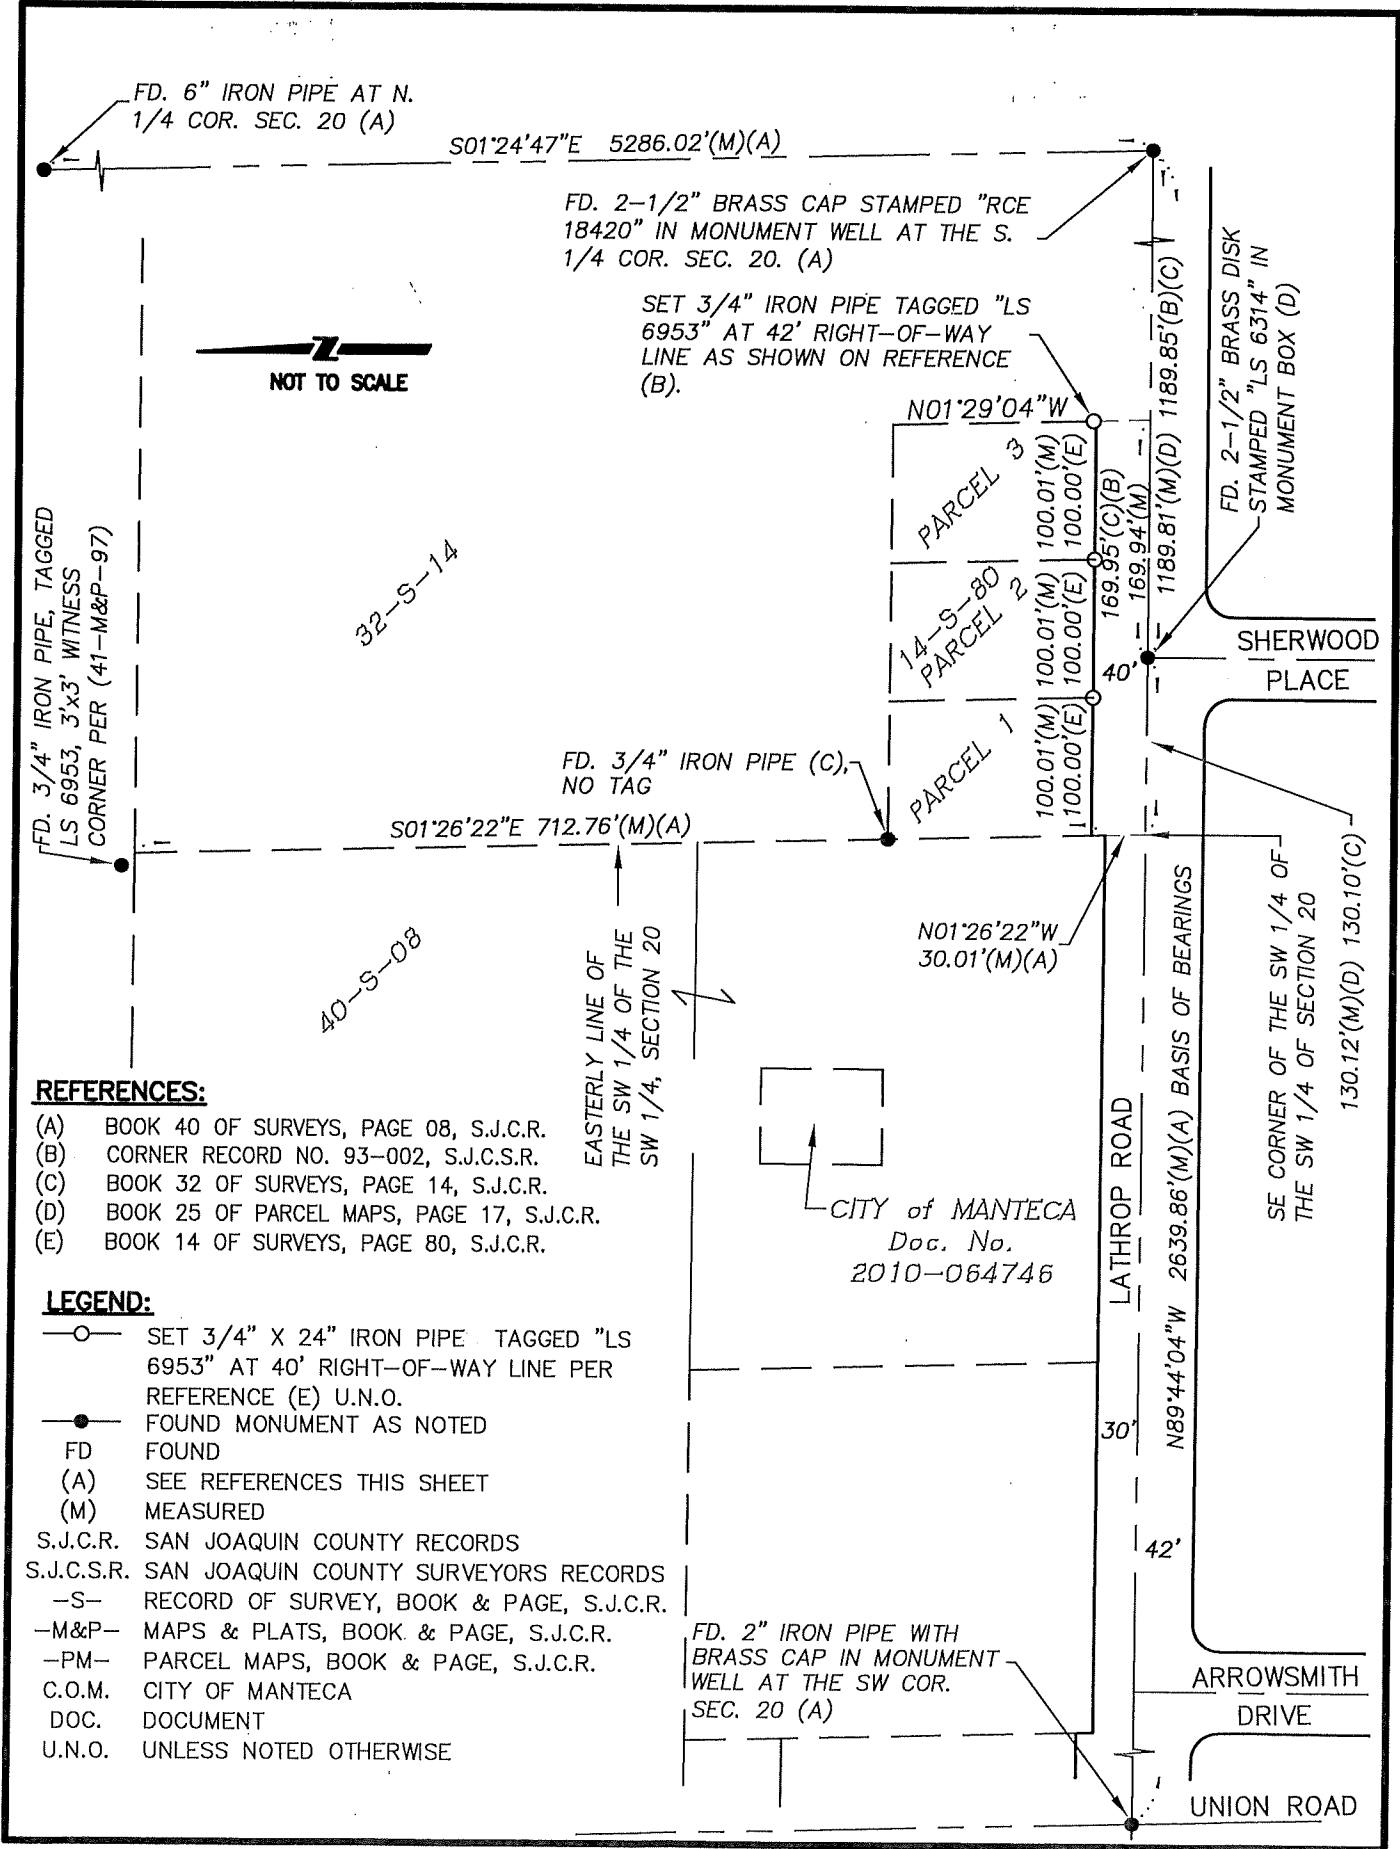 FD. 6" IRON PIPE AT N.
1/4 COR. SEC. 20 (A)
S01°24'47"E 5286.02'(M)(A)
FD. 2-1/2" BRASS CAP STAMPED "RCE
18420" IN MONUMENT WELL AT THE S.
1/4 COR. SEC. 20. (A)
SET 3/4" IRON PIPE TAGGED "LS
6953" AT 42' RIGHT-OF-WAY
LINE AS SHOWN ON REFERENCE
(B).
1189.81'(M)(D) 1189.85'(B)(C)
FD. 2-1/2" BRASS DISK
STAMPED "LS 6314" IN
MONUMENT BOX (D)
Z
NOT TO SCALE
N01°29'04"W
PARCEL 3
100.01'(M)
100.00'(E)
169.95'(C)(B)
169.94'(M)
14-S-80
PARCEL 2
100.01'(M)
100.00'(E)
40'
SHERWOOD
PLACE
PARCEL 1
100.01'(M)
100.00'(E)
FD. 3/4" IRON PIPE, TAGGED
LS 6953, 3'x3' WITNESS
CORNER PER (41-M&P-97)
32-S-14
FD. 3/4" IRON PIPE (C),
NO TAG
S01°26'22"E 712.76'(M)(A)
N01°26'22"W
30.01'(M)(A)
SE CORNER OF THE SW 1/4 OF
THE SW 1/4 OF SECTION 20
130.12'(M)(D) 130.10'(C)
40-S-08
EASTERLY LINE OF
THE SW 1/4 OF THE
SW 1/4, SECTION 20
LATHROP ROAD
N89°44'04"W 2639.86'(M)(A) BASIS OF BEARINGS
CITY of MANTECA
Doc. No.
2010-064746
30'
42'
REFERENCES:
(A) BOOK 40 OF SURVEYS, PAGE 08, S.J.C.R.
(B) CORNER RECORD NO. 93-002, S.J.C.S.R.
(C) BOOK 32 OF SURVEYS, PAGE 14, S.J.C.R.
(D) BOOK 25 OF PARCEL MAPS, PAGE 17, S.J.C.R.
(E) BOOK 14 OF SURVEYS, PAGE 80, S.J.C.R.
LEGEND:
SET 3/4" X 24" IRON PIPE TAGGED "LS
6953" AT 40' RIGHT-OF-WAY LINE PER
REFERENCE (E) U.N.O.
FOUND MONUMENT AS NOTED
FD FOUND
(A) SEE REFERENCES THIS SHEET
(M) MEASURED
S.J.C.R. SAN JOAQUIN COUNTY RECORDS
S.J.C.S.R. SAN JOAQUIN COUNTY SURVEYORS RECORDS
-S- RECORD OF SURVEY, BOOK & PAGE, S.J.C.R.
-M&P- MAPS & PLATS, BOOK & PAGE, S.J.C.R.
-PM- PARCEL MAPS, BOOK & PAGE, S.J.C.R.
C.O.M. CITY OF MANTECA
DOC. DOCUMENT
U.N.O. UNLESS NOTED OTHERWISE
FD. 2" IRON PIPE WITH
BRASS CAP IN MONUMENT
WELL AT THE SW COR.
SEC. 20 (A)
ARROWSMITH
DRIVE
UNION ROAD